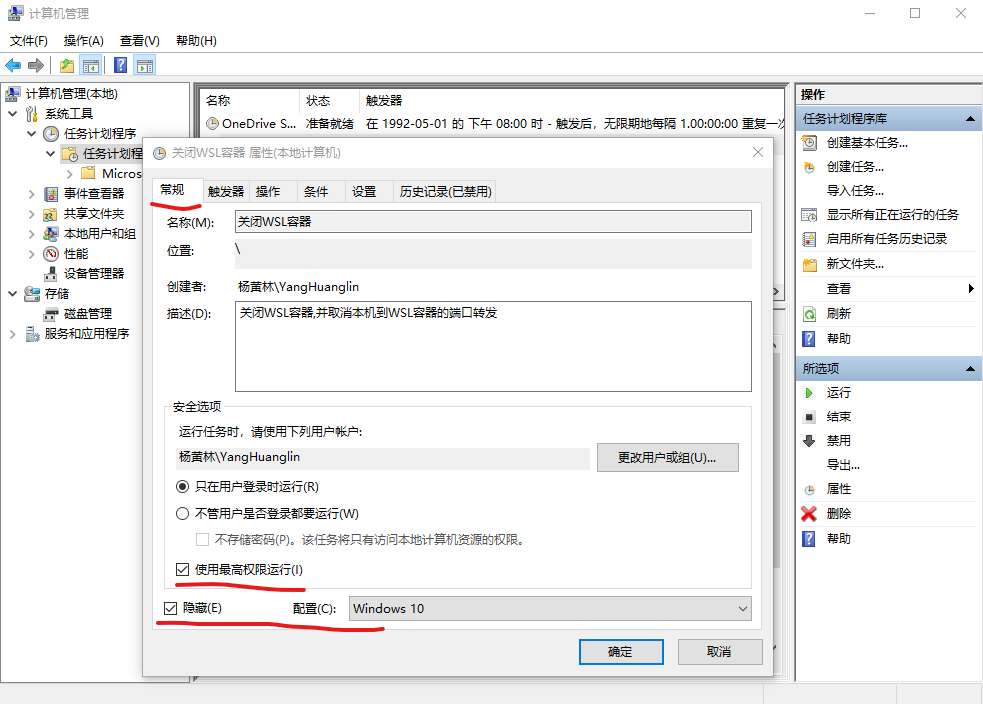 计算机管理
文件(F) 操作(A) 查看(V) 帮助(H)
计算机管理(本地)
系统工具
任务计划程序
任务计划程
Micros
事件查看器
共享文件夹
本地用户和组
性能
设备管理器
存储
磁盘管理
服务和应用程序
名称 状态 触发器
OneDrive S... 准备就绪 在 1992-05-01 的 下午 08:00 时 - 触发后，无限期地每隔 1.00:00:00 重复一次
关闭WSL容器 属性(本地计算机)
常规 触发器 操作 条件 设置 历史记录(已禁用)
名称(M): 关闭WSL容器
位置: \
创建者: 杨黄林\YangHuanglin
描述(D): 关闭WSL容器,并取消本机到WSL容器的端口转发
安全选项
运行任务时，请使用下列用户帐户:
杨黄林\YangHuanglin 更改用户或组(U)...
只在用户登录时运行(R)
不管用户是否登录都要运行(W)
不存储密码(P)。该任务将只有访问本地计算机资源的权限。
使用最高权限运行(I)
隐藏(E) 配置(C): Windows 10
确定 取消
操作
任务计划程序库
创建基本任务...
创建任务...
导入任务...
显示所有正在运行的任务
启用所有任务历史记录
新文件夹...
查看
刷新
帮助
所选项
运行
结束
禁用
导出...
属性
删除
帮助